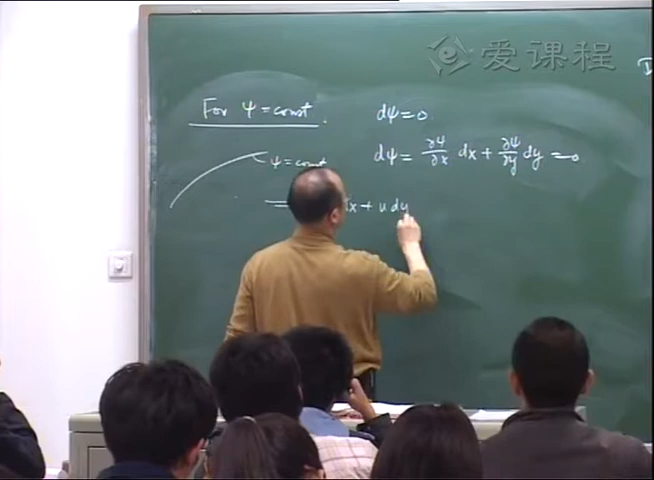 爱课程
For ψ = const.
dψ = 0
ψ = const
dψ = ∂ψ/∂x dx + ∂ψ/∂y dy = 0
dx + u dy